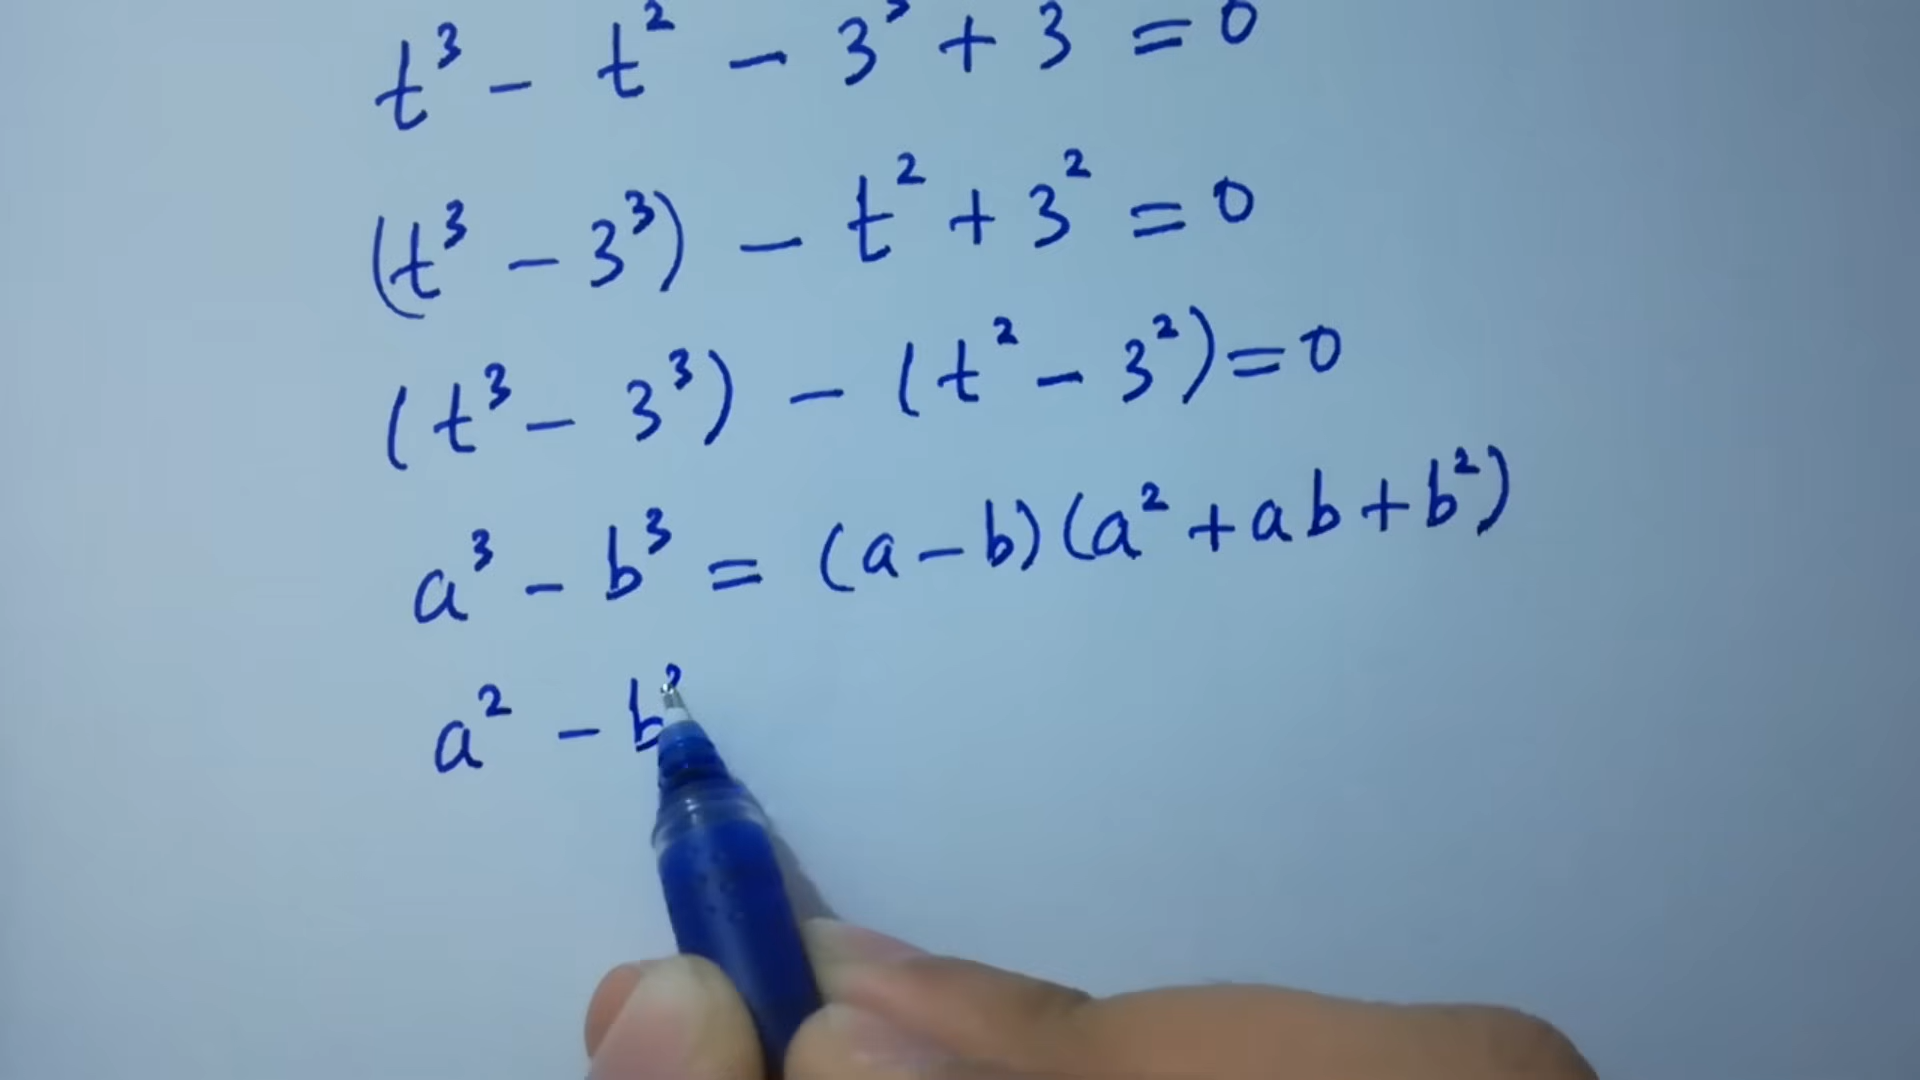 t³ - t² - 3³ + 3 = 0
(t³ - 3³) - t² + 3² = 0
(t³ - 3³) - (t² - 3²) = 0
a³ - b³ = (a - b)(a² + ab + b²)
a² - b²